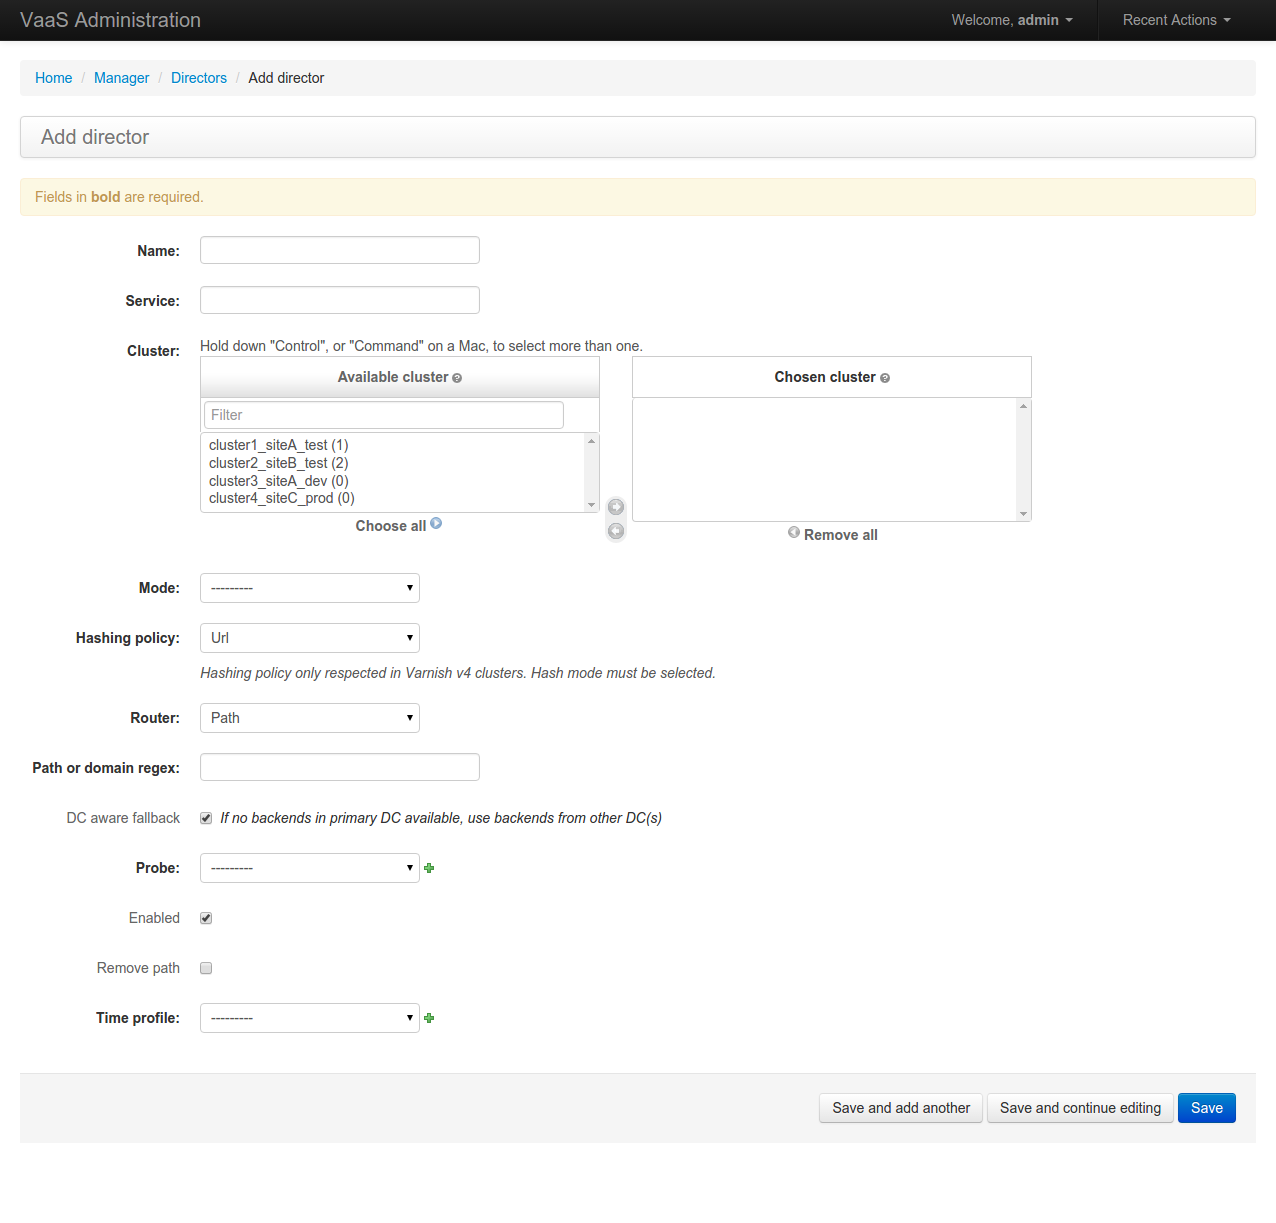 VaaS Administration
Welcome, admin
Recent Actions
Home / Manager / Directors / Add director
Add director
Fields in bold are required.
Name:
Service:
Cluster:
Hold down "Control", or "Command" on a Mac, to select more than one.
Available cluster ?
Chosen cluster ?
Filter
cluster1_siteA_test (1)
cluster2_siteB_test (2)
cluster3_siteA_dev (0)
cluster4_siteC_prod (0)
Choose all
Remove all
Mode: ---------
Hashing policy: Url
Hashing policy only respected in Varnish v4 clusters. Hash mode must be selected.
Router: Path
Path or domain regex:
DC aware fallback If no backends in primary DC available, use backends from other DC(s)
Probe: ---------
Enabled
Remove path
Time profile: ---------
Save and add another
Save and continue editing
Save